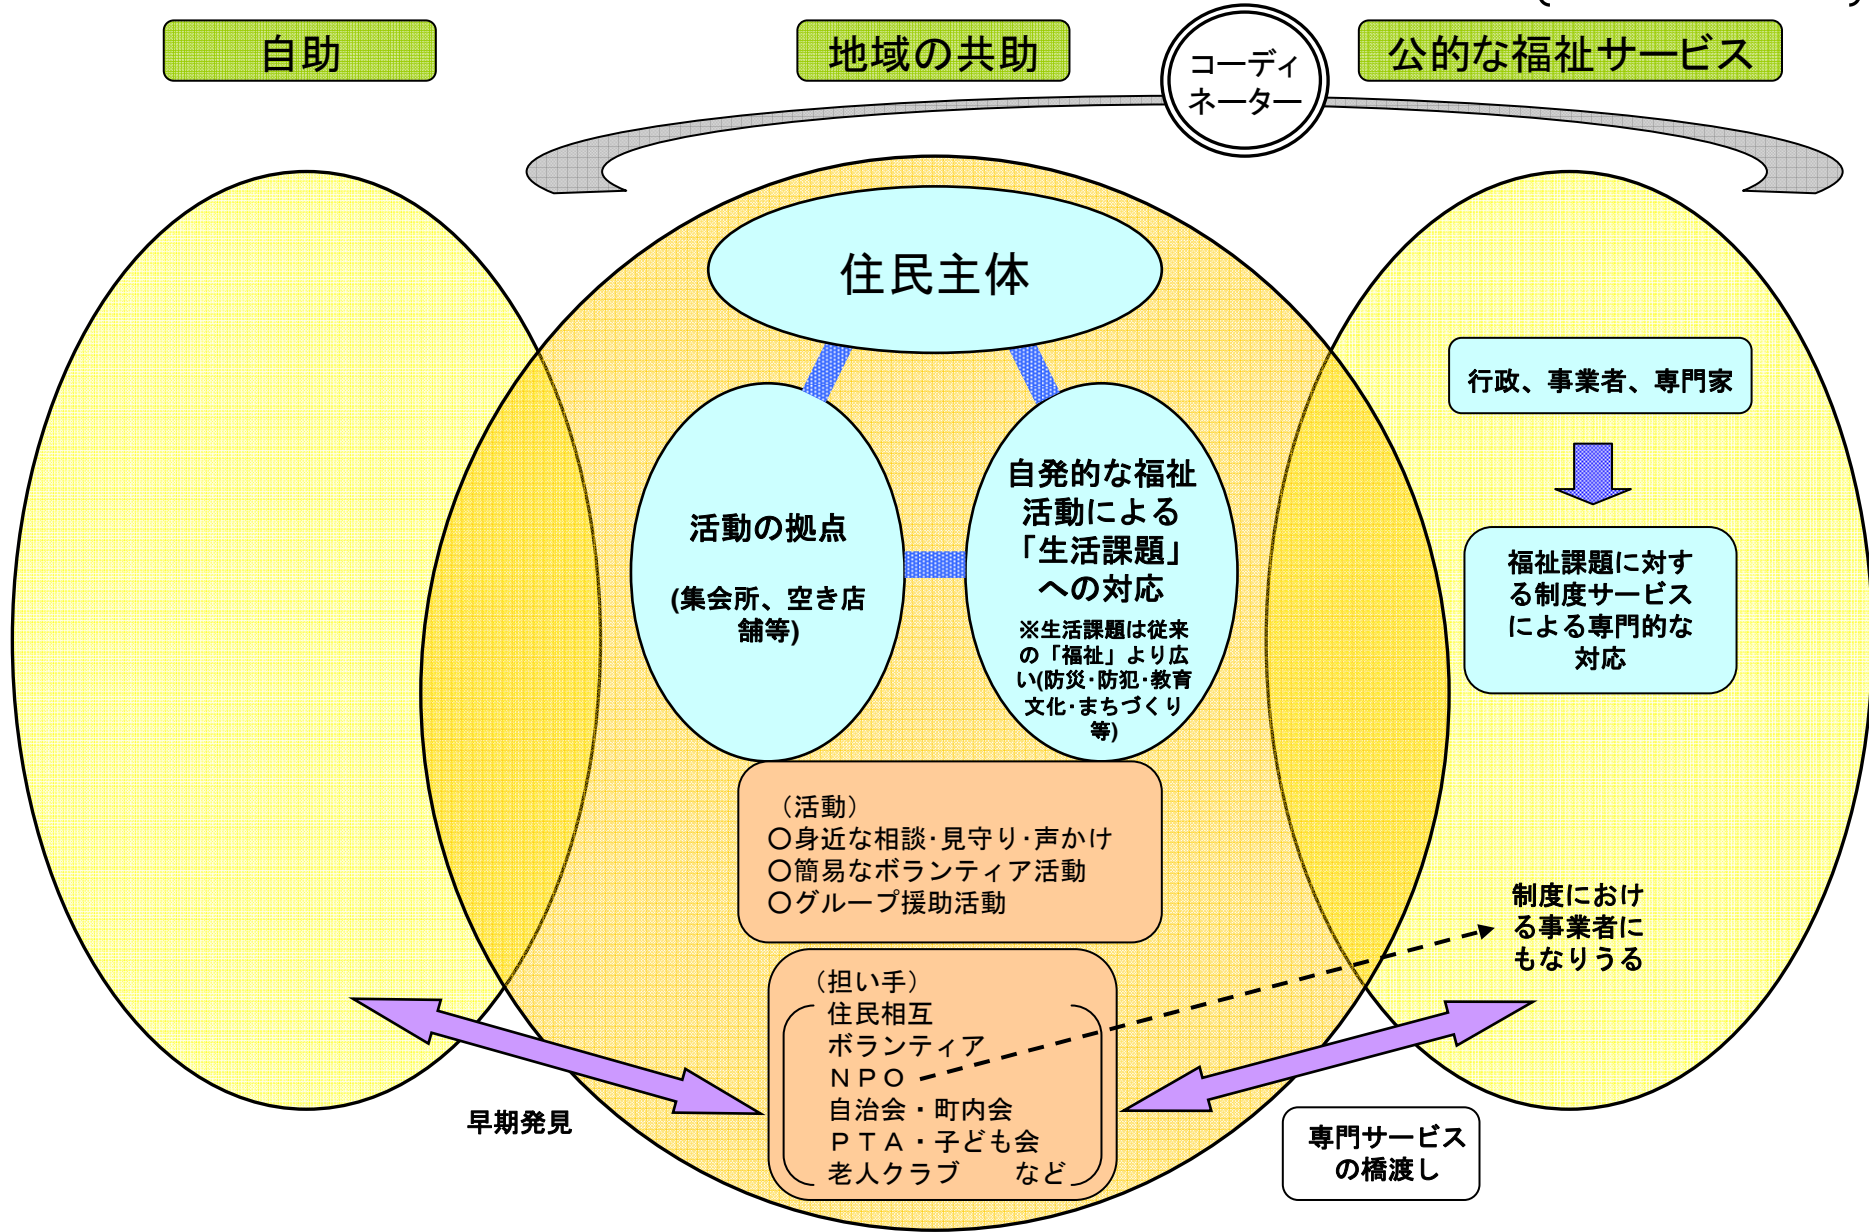 自助
地域の共助
コーディ
ネーター
公的な福祉サービス
住民主体
活動の拠点
(集会所、空き店
舗等)
自発的な福祉
活動による
「生活課題」
への対応
※生活課題は従来
の「福祉」より広
い(防災･防犯･教育
文化･まちづくり
等)
行政、事業者、専門家
福祉課題に対す
る制度サービス
による専門的な
対応
（活動）
○身近な相談･見守り･声かけ
○簡易なボランティア活動
○グループ援助活動
（担い手）
住民相互
ボランティア
ＮＰＯ
自治会・町内会
ＰＴＡ・子ども会
老人クラブ　　など
制度におけ
る事業者に
もなりうる
早期発見
専門サービス
の橋渡し